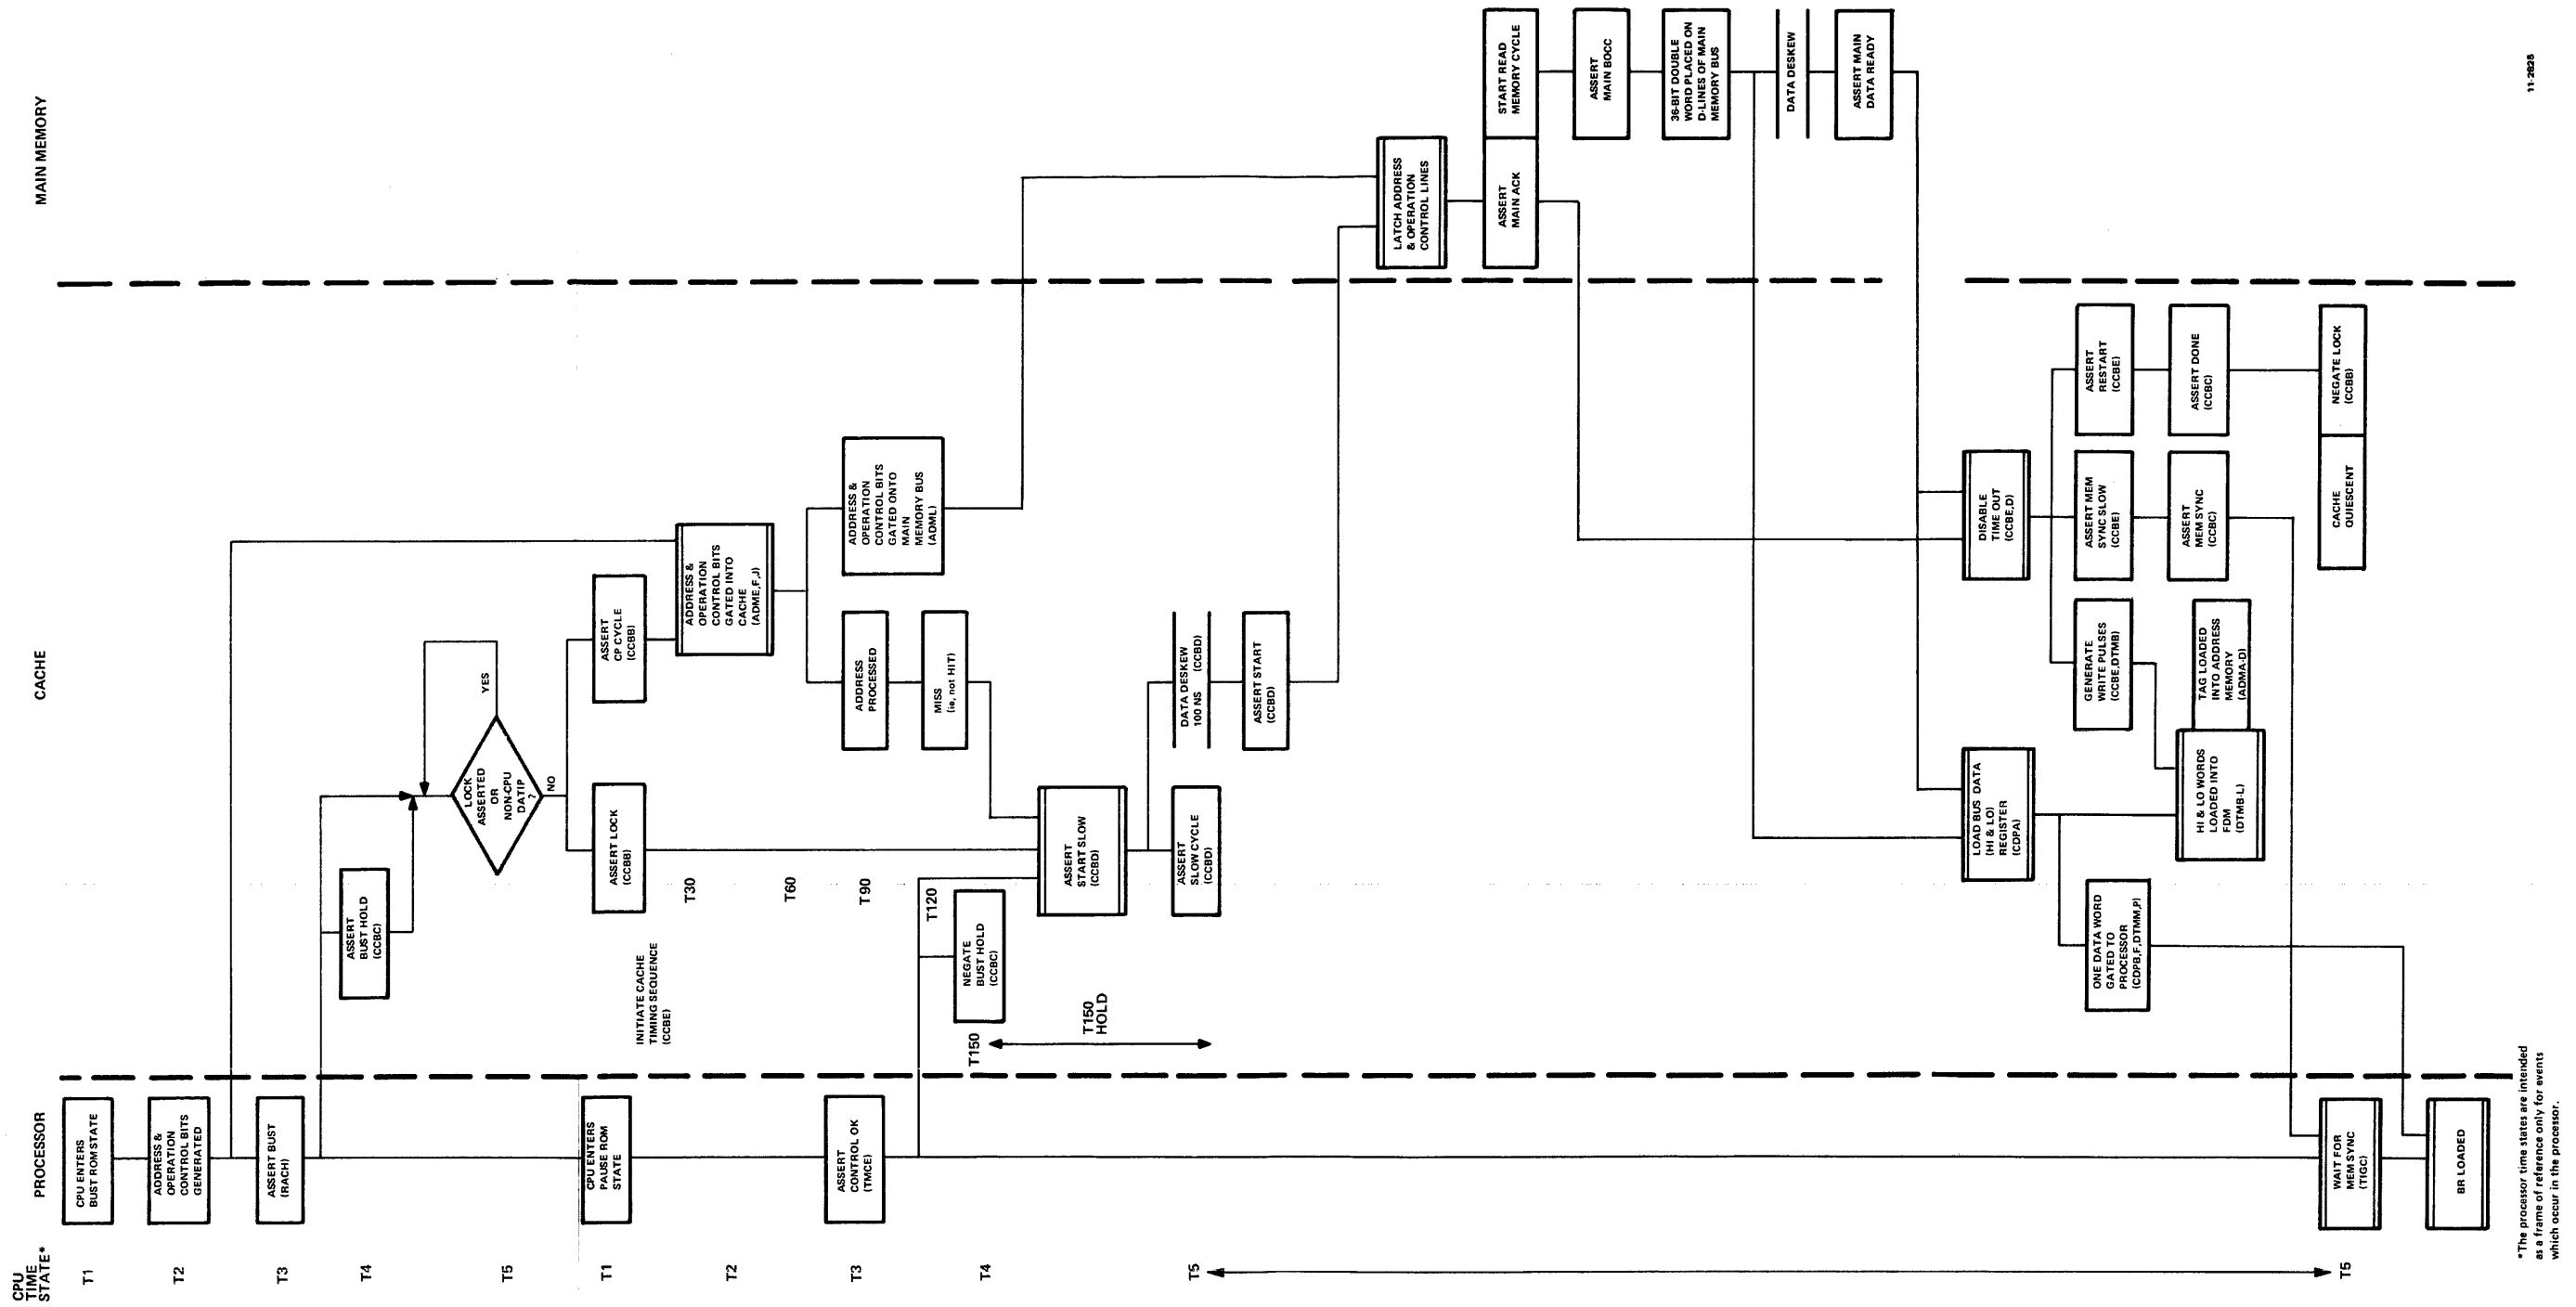 CPU
TIME
STATE*
PROCESSOR
CACHE
MAIN MEMORY
T1
CPU ENTERS
BUST ROM STATE
T2
ADDRESS &
OPERATION
CONTROL BITS
GENERATED
T3
ASSERT BUST
(RACH)
T4
ASSERT
BUST HOLD
(CCBC)
T5
LOCK
ASSERTED
OR
NON-CPU
DATIP
?
YES
NO
T1
CPU ENTERS
PAUSE ROM
STATE
INITIATE CACHE
TIMING SEQUENCE
(CCBE)
ASSERT LOCK
(CCBB)
ASSERT
CP CYCLE
(CCBB)
T30
ADDRESS &
OPERATION
CONTROL BITS
GATED INTO
CACHE
(ADME,F,J)
T2
T60
T3
ASSERT
CONTROL OK
(TMCE)
T90
ADDRESS
PROCESSED
ADDRESS &
OPERATION
CONTROL BITS
GATED ONTO
MAIN
MEMORY BUS
(ADML)
T120
MISS
(ie, not HIT)
T4
T150
NEGATE
BUST HOLD
(CCBC)
T150
HOLD
ASSERT
START SLOW
(CCBD)
T5
ASSERT
SLOW CYCLE
(CCBD)
DATA DESKEW
100 NS (CCBD)
ASSERT START
(CCBD)
LATCH ADDRESS
& OPERATION
CONTROL LINES
ASSERT
MAIN ACK
START READ
MEMORY CYCLE
ASSERT
MAIN BOCC
36-BIT DOUBLE
WORD PLACED ON
D-LINES OF MAIN
MEMORY BUS
DATA DESKEW
ASSERT MAIN
DATA READY
LOAD BUS DATA
(HI & LO)
REGISTER
(CDPA)
DISABLE
TIME OUT
(CCBE,D)
ONE DATA WORD
GATED TO
PROCESSOR
(CDPB,F,DTMM,P)
GENERATE
WRITE PULSES
(CCBE,DTMB)
ASSERT MEM
SYNC SLOW
(CCBE)
ASSERT
RESTART
(CCBE)
HI & LO WORDS
LOADED INTO
FDM
(DTMB-L)
TAG LOADED
INTO ADDRESS
MEMORY
(ADMA-D)
ASSERT
MEM SYNC
(CCBC)
ASSERT DONE
(CCBC)
T5
WAIT FOR
MEM SYNC
(TIGC)
CACHE
QUIESCENT
NEGATE LOCK
(CCBB)
BR LOADED
*The processor time states are intended
as a frame of reference only for events
which occur in the processor.
11-2825